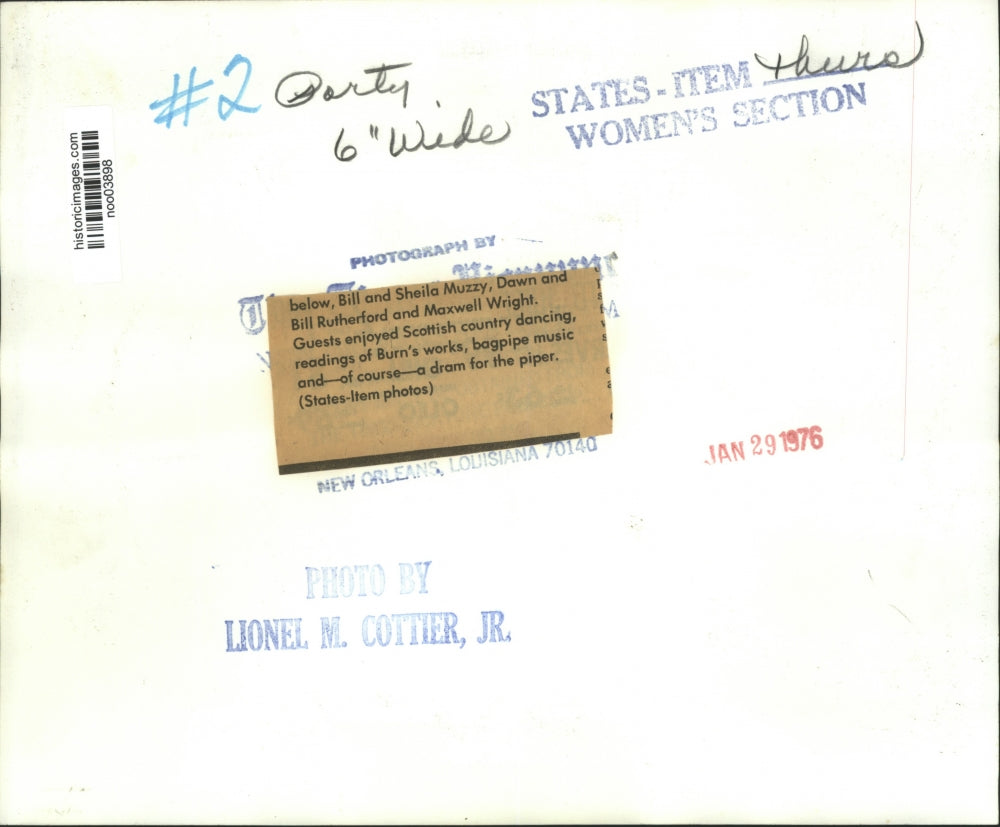 #2 Party
6" Wide
STATES-ITEM Thurs
WOMEN'S SECTION
historicimages.com
noo03898
PHOTOGRAPH BY
below, Bill and Sheila Muzzy, Dawn and
Bill Rutherford and Maxwell Wright.
Guests enjoyed Scottish country dancing,
readings of Burn's works, bagpipe music
and—of course—a dram for the piper.
(States-Item photos)
NEW ORLEANS, LOUISIANA 70140
JAN 29 1976
PHOTO BY
LIONEL M. COTTIER, JR.